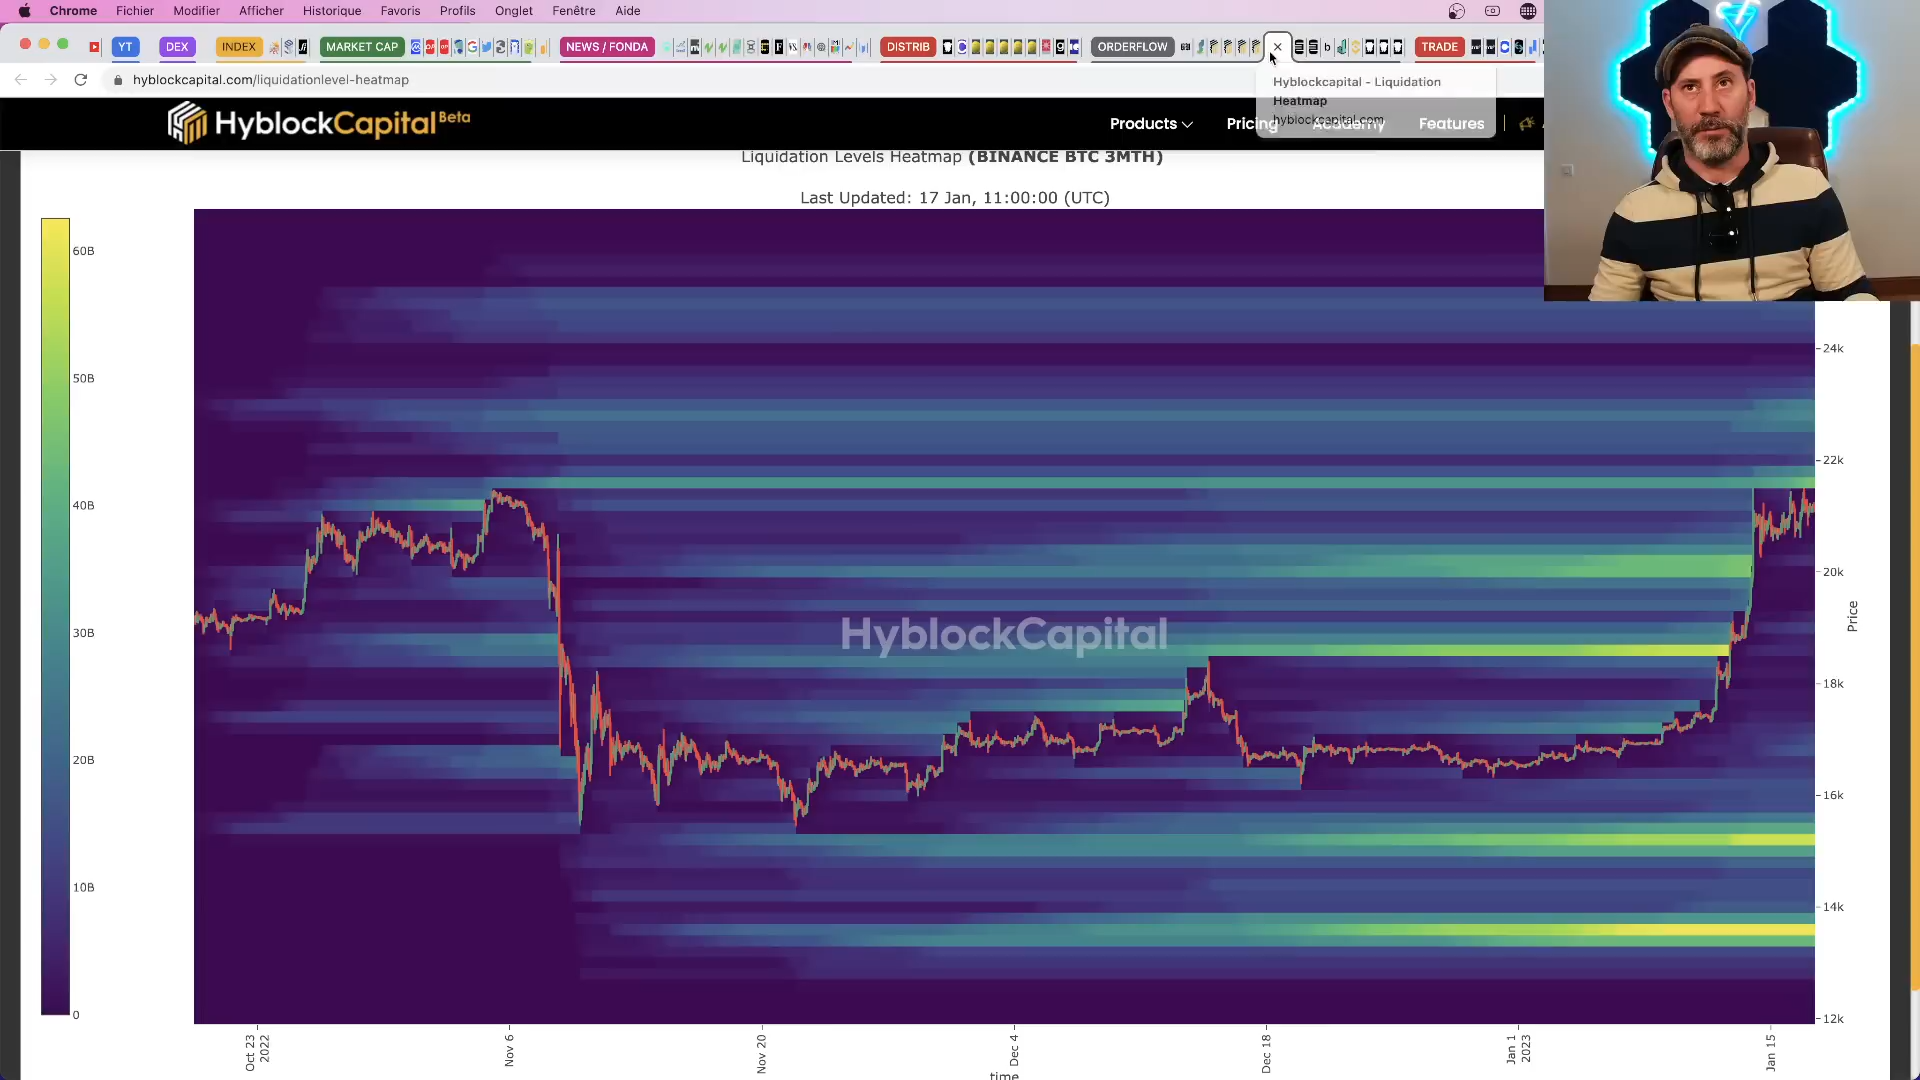 Chrome Fichier Modifier Afficher Historique Favoris Profils Onglet Fenêtre Aide
YT DEX INDEX MARKET CAP NEWS / FONDA DISTRIB ORDERFLOW TRADE
hyblockcapital.com/liquidationlevel-heatmap
Hyblockcapital - Liquidation
Heatmap
hyblockcapital.com
HyblockCapital Beta
Products Pricing Academy Features
Liquidation Levels Heatmap (BINANCE BTC 3MTH)
Last Updated: 17 Jan, 11:00:00 (UTC)
60B
50B
40B
30B
20B
10B
0
24k
22k
20k
18k
16k
14k
12k
Price
HyblockCapital
Oct 23
2022
Nov 6
Nov 20
Dec 4
Dec 18
Jan 1
2023
Jan 15
time